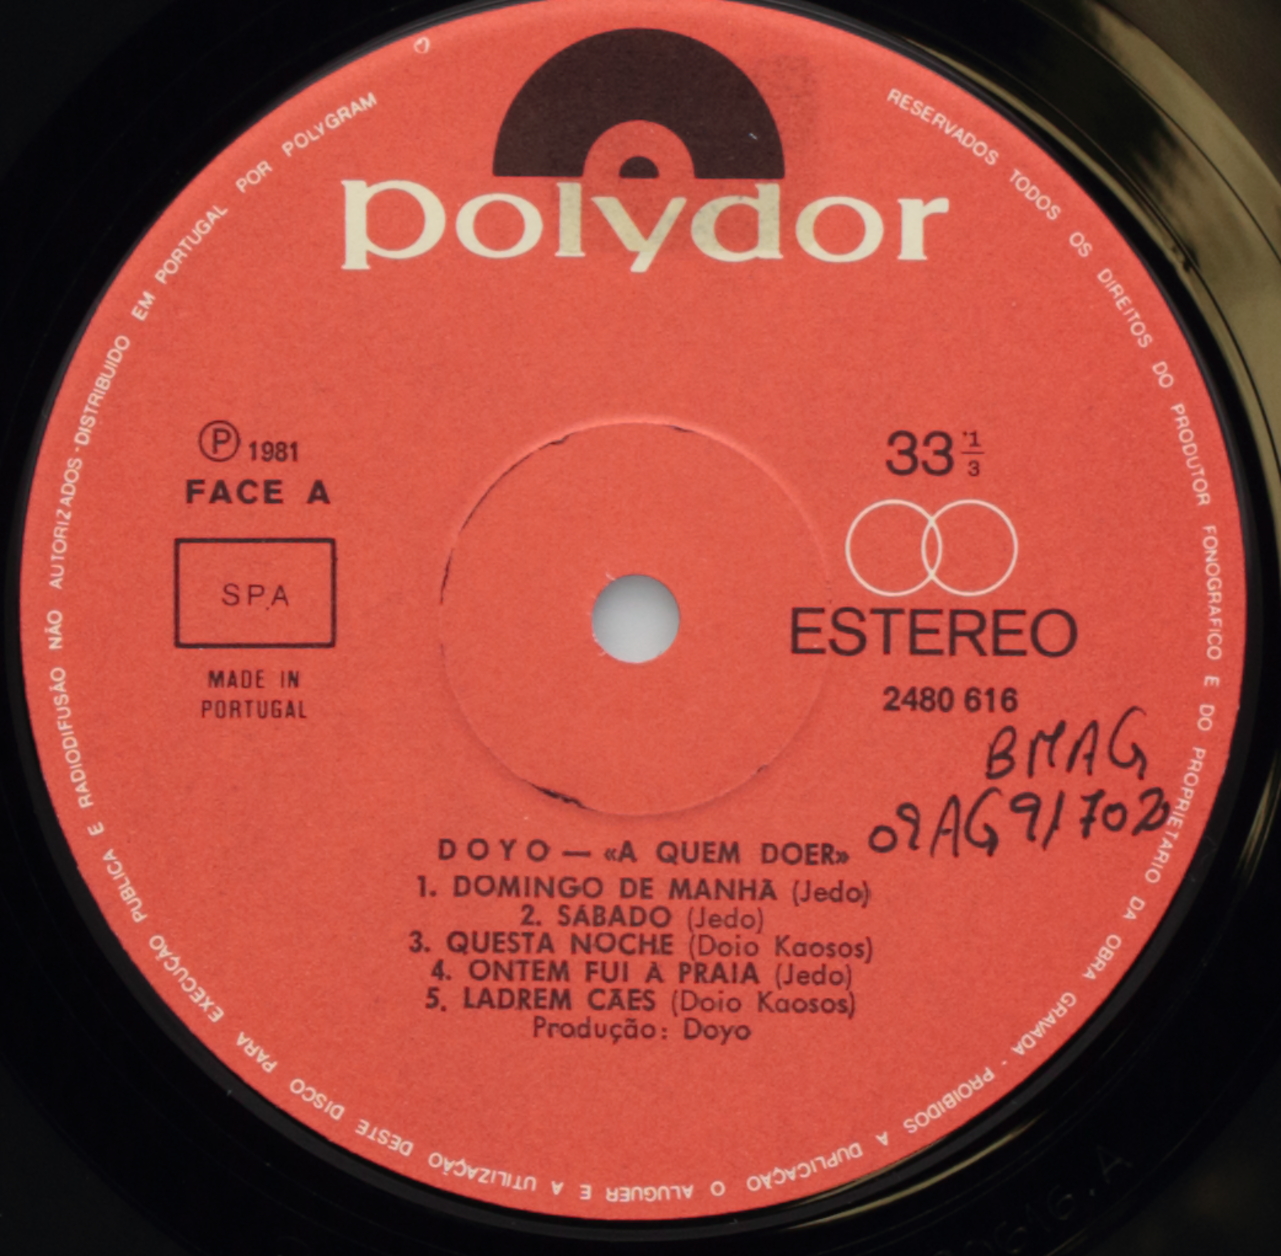 polydor
RESERVADOS TODOS OS DIREITOS DO PRODUTOR FONOGRAFICO E DO PROPRIETARIO DA OBRA GRAVADA - PROIBIDOS A DUPLICAÇÃO O ALUGUER E A UTILIZAÇÃO DESTE DISCO PARA EXECUÇÃO PUBLICA E RADIODIFUSÃO NÃO AUTORIZADOS · DISTRIBUIDO EM PORTUGAL POR POLYGRAM
Ⓟ 1981
FACE A
SPA
MADE IN
PORTUGAL
33 1/3
ESTEREO
2480 616
BMAG
DOYO — «A QUEM DOER»
1. DOMINGO DE MANHÃ (Jedo)
2. SÁBADO (Jedo)
3. QUESTA NOCHE (Doio Kaosos)
4. ONTEM FUI À PRAIA (Jedo)
5. LADREM CÃES (Doio Kaosos)
Produção: Doyo